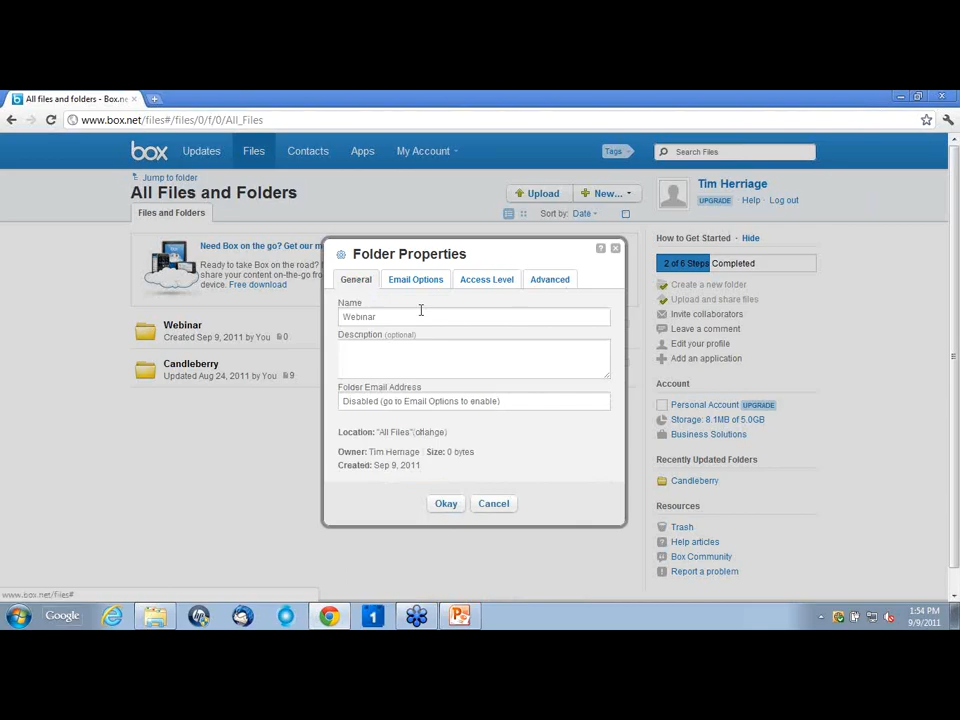 All files and folders - Box.ne
www.box.net/files#/files/0/f/0/All_Files
box Updates Files Contacts Apps My Account Tags Search Files
Jump to folder
All Files and Folders
Upload New...
Files and Folders
Sort by: Date
Tim Herriage
UPGRADE Help Log out
Need Box on the go? Get our m
Ready to take Box on the road?
share your content on-the-go fro
device. Free download
Webinar
Created Sep 9, 2011 by You 0
Candleberry
Updated Aug 24, 2011 by You 9
Folder Properties
General Email Options Access Level Advanced
Name
Webinar
Description (optional)
Folder Email Address
Disabled (go to Email Options to enable)
Location: "All Files"(change)
Owner: Tim Herriage Size: 0 bytes
Created: Sep 9, 2011
Okay Cancel
How to Get Started Hide
2 of 6 Steps Completed
Create a new folder
Upload and share files
Invite collaborators
Leave a comment
Edit your profile
Add an application
Account
Personal Account UPGRADE
Storage: 8.1MB of 5.0GB
Business Solutions
Recently Updated Folders
Candleberry
Resources
Trash
Help articles
Box Community
Report a problem
www.box.net/files#
Google
1
1:54 PM
9/9/2011